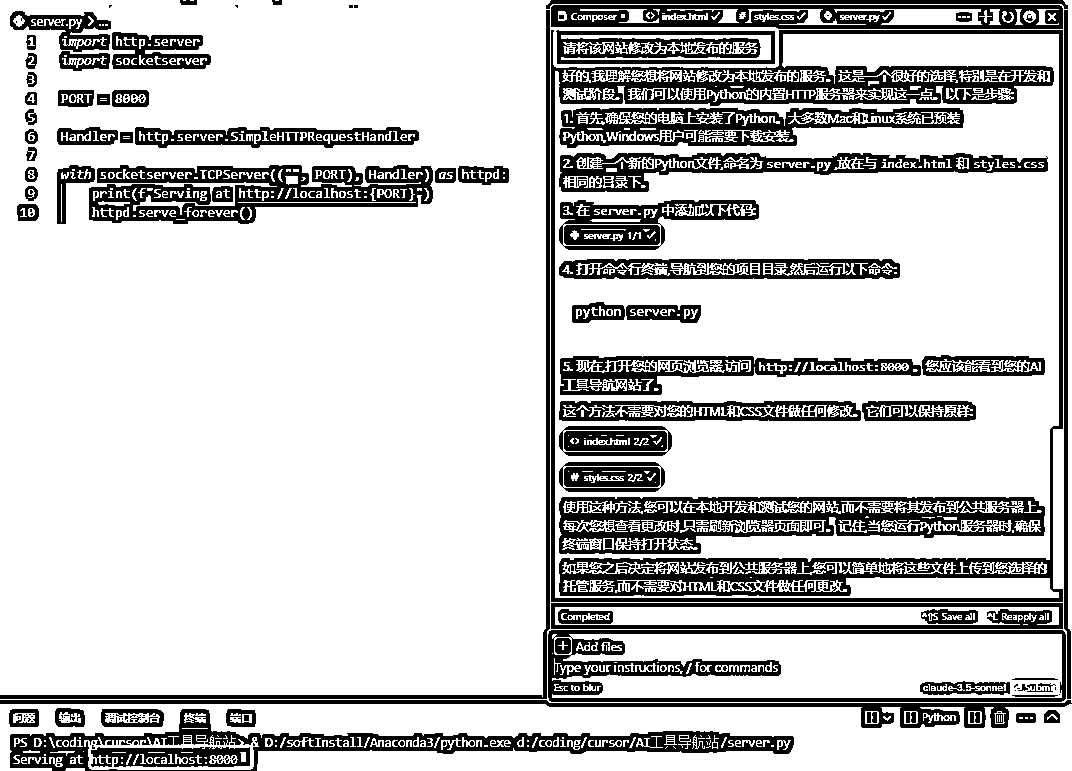 server.py > ...
1 import http.server
2 import socketserver
3
4 PORT = 8000
5
6 Handler = http.server.SimpleHTTPRequestHandler
7
8 with socketserver.TCPServer(("", PORT), Handler) as httpd:
9 print(f"Serving at http://localhost:{PORT}")
10 httpd.serve_forever()
Composer index.html styles.css server.py
请将该网站修改为本地发布的服务
好的,我理解您想将网站修改为本地发布的服务。这是一个很好的选择,特别是在开发和
测试阶段。我们可以使用Python的内置HTTP服务器来实现这一点。以下是步骤:
1. 首先,确保您的电脑上安装了Python。大多数Mac和Linux系统已预装
Python,Windows用户可能需要下载安装。
2. 创建一个新的Python文件,命名为 server.py ,放在与 index.html 和 styles.css
相同的目录下。
3. 在 server.py 中添加以下代码:
server.py 1/1
4. 打开命令行终端,导航到您的项目目录,然后运行以下命令:
python server.py
5. 现在,打开您的网页浏览器,访问 http://localhost:8000 。您应该能看到您的AI
工具导航网站了。
这个方法不需要对您的HTML和CSS文件做任何修改。它们可以保持原样:
index.html 2/2
# styles.css 2/2
使用这种方法,您可以在本地开发和测试您的网站,而不需要将其发布到公共服务器上。
每次您想查看更改时,只需刷新浏览器页面即可。记住,当您运行Python服务器时,确保
终端窗口保持打开状态。
如果您之后决定将网站发布到公共服务器上,您可以简单地将这些文件上传到您选择的
托管服务,而不需要对HTML和CSS文件做任何更改。
Completed Save all Reapply all
+ Add files
Type your instructions, / for commands
Esc to blur claude-3.5-sonnet submit
问题 输出 调试控制台 终端 端口 Python
PS D:\coding\cursor\AI工具导航站> & D:/softInstall/Anaconda3/python.exe d:/coding/cursor/AI工具导航站/server.py
Serving at http://localhost:8000